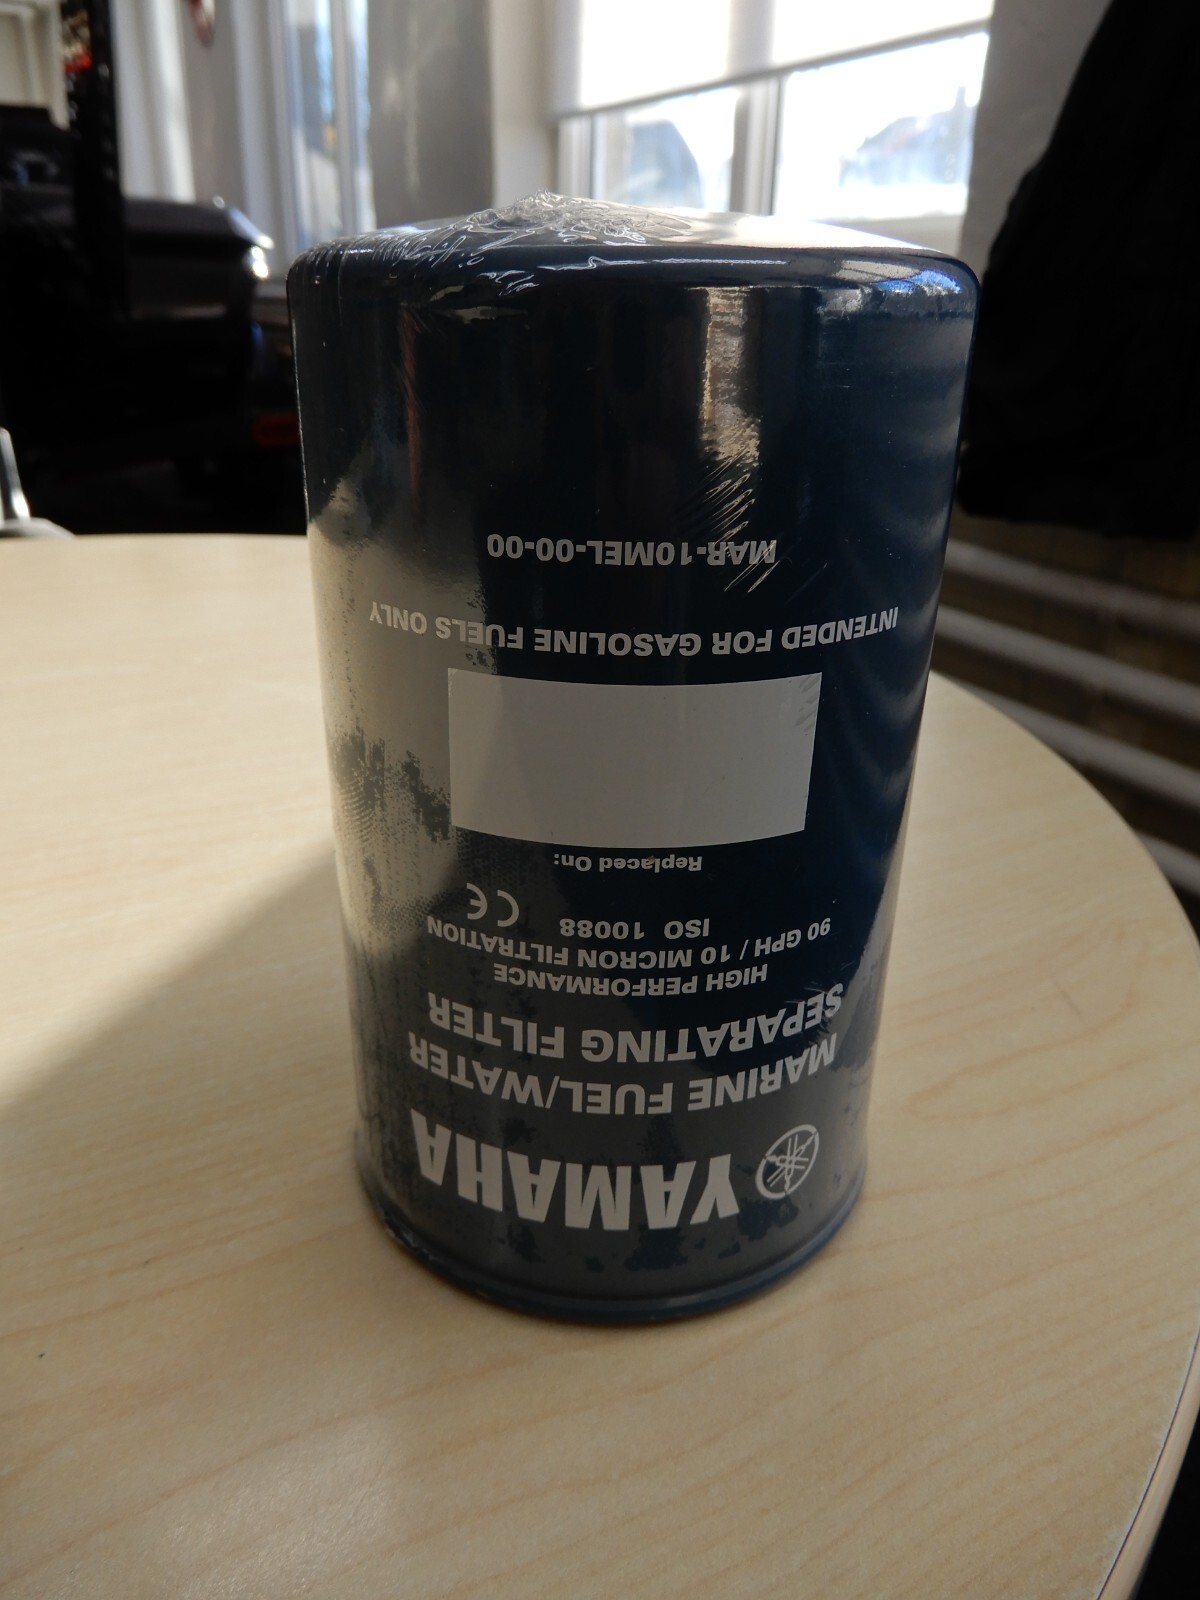 YAMAHA
MARINE FUEL/WATER
SEPARATING FILTER
HIGH PERFORMANCE
90 GPH / 10 MICRON FILTRATION
ISO 10088 CE
Replaced On:
INTENDED FOR GASOLINE FUELS ONLY
MAR-10MEL-00-00